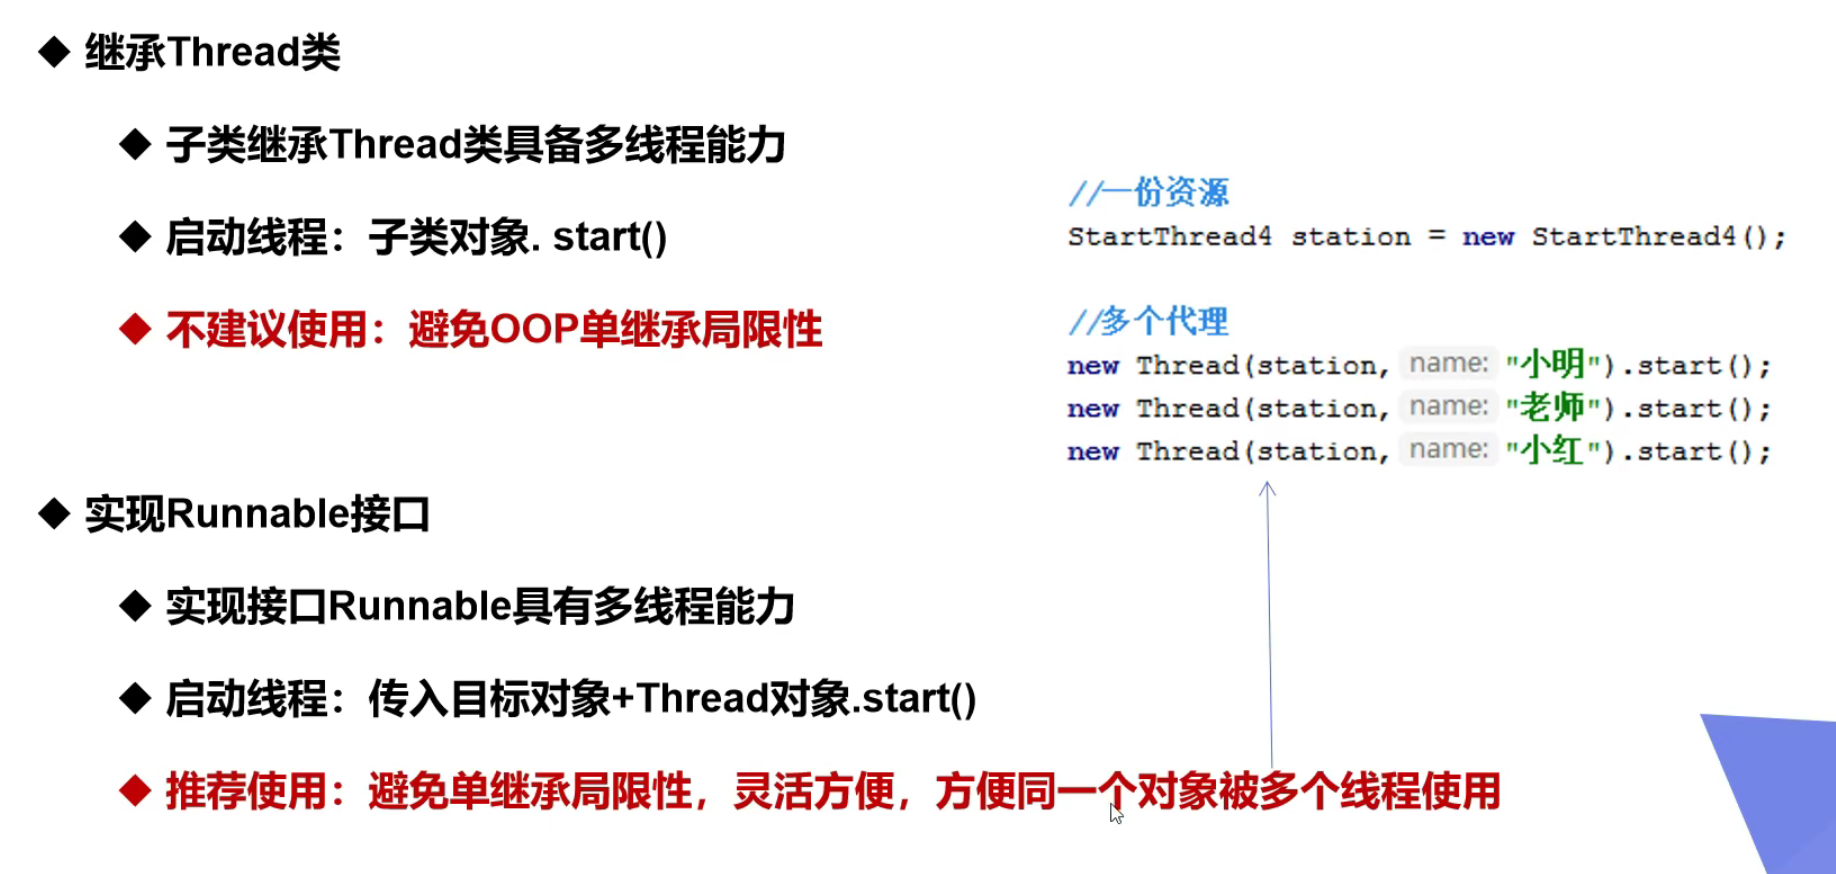 ◆ 继承Thread类
◆ 子类继承Thread类具备多线程能力
◆ 启动线程：子类对象. start()
◆ 不建议使用：避免OOP单继承局限性
◆ 实现Runnable接口
◆ 实现接口Runnable具有多线程能力
◆ 启动线程：传入目标对象+Thread对象.start()
◆ 推荐使用：避免单继承局限性，灵活方便，方便同一个对象被多个线程使用
//一份资源
StartThread4 station = new StartThread4();
//多个代理
new Thread(station, name: "小明").start();
new Thread(station, name: "老师").start();
new Thread(station, name: "小红").start();